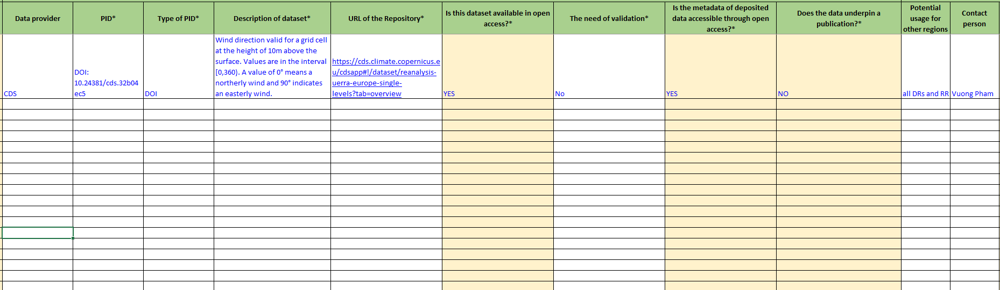 Data provider
PID*
Type of PID*
Description of dataset*
URL of the Repository*
Is this dataset available in open
access?*
The need of validation*
Is the metadata of deposited
data accessible through open
access?*
Does the data underpin a
publication?*
Potential
usage for
other regions
Contact
person
CDS
DOI:
10.24381/cds.32b04
ec5
DOI
Wind direction valid for a grid cell
at the height of 10m above the
surface. Values are in the interval
[0,360). A value of 0° means a
northerly wind and 90° indicates
an easterly wind.
https://cds.climate.copernicus.e
u/cdsapp#!/dataset/reanalysis-
uerra-europe-single-
levels?tab=overview
YES
No
YES
NO
all DRs and RR
Vuong Pham